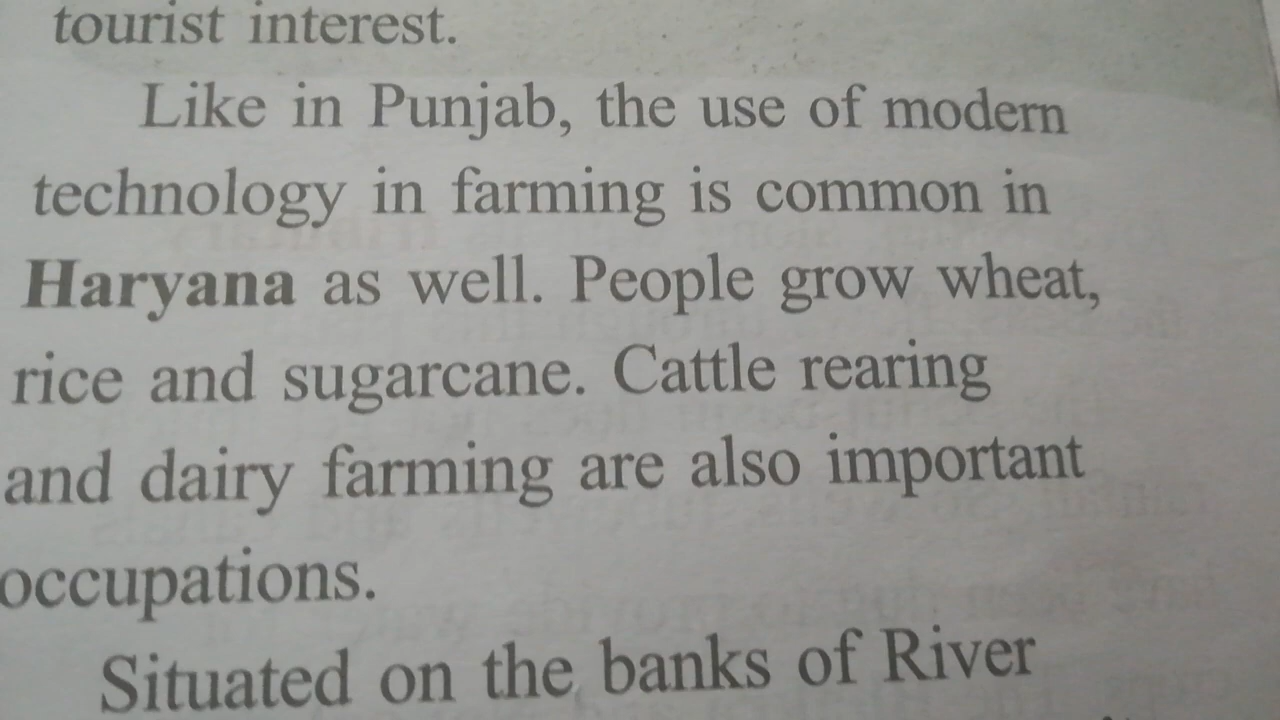 tourist interest.
Like in Punjab, the use of modern
technology in farming is common in
Haryana as well. People grow wheat,
rice and sugarcane. Cattle rearing
and dairy farming are also important
occupations.
Situated on the banks of River